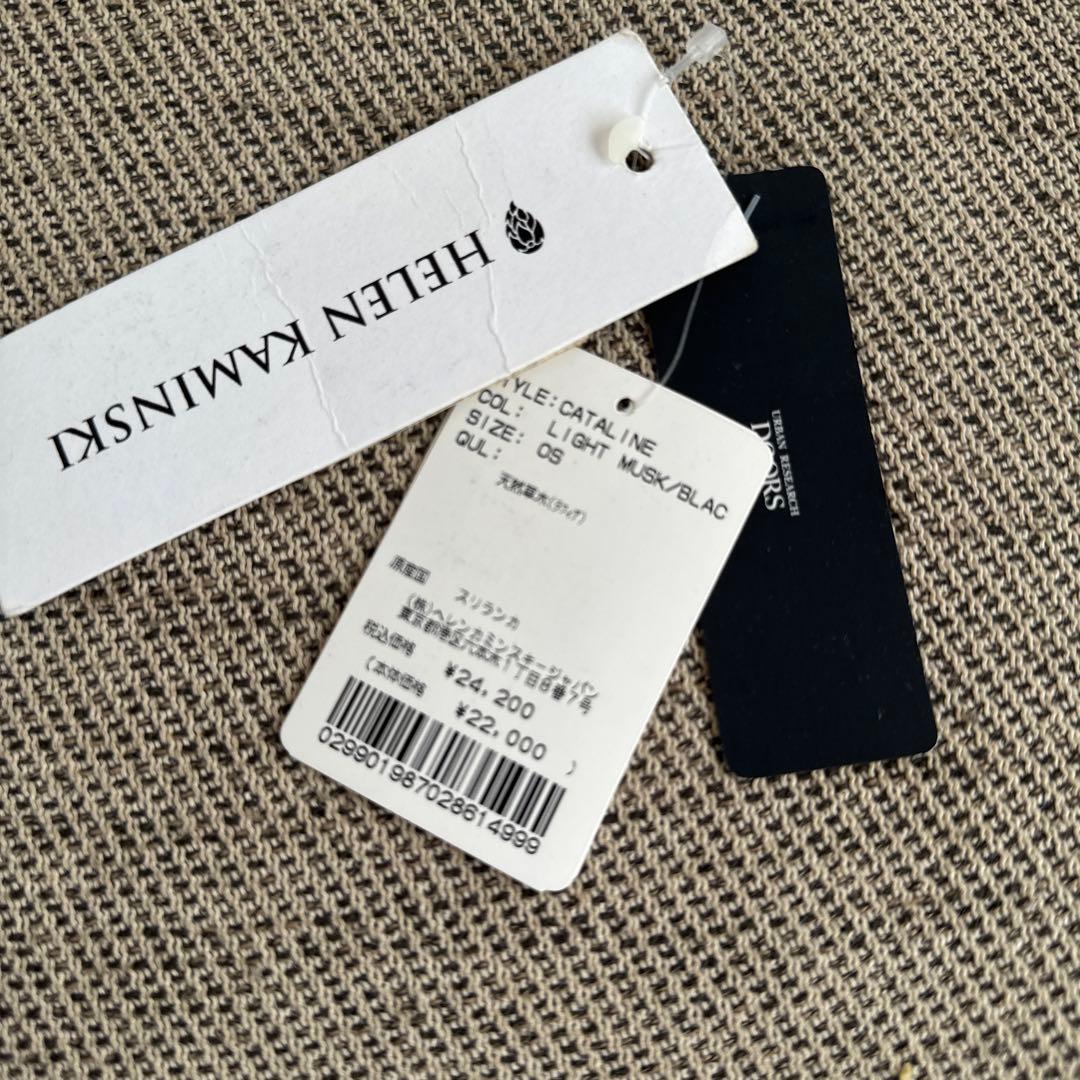 HELEN KAMINSKI
TYLE: CATALINE
COL: LIGHT MUSK/BLAC
SIZE: OS
QUL:
天然草木(ラフィア)
原産国 スリランカ
(株)ヘレンカミンスキージャパン
東京都港区六本木1丁目8番7号
税込価格 ¥24,200
(本体価格 ¥22,000 )
029901987028614999
URBAN RESEARCH
DOORS